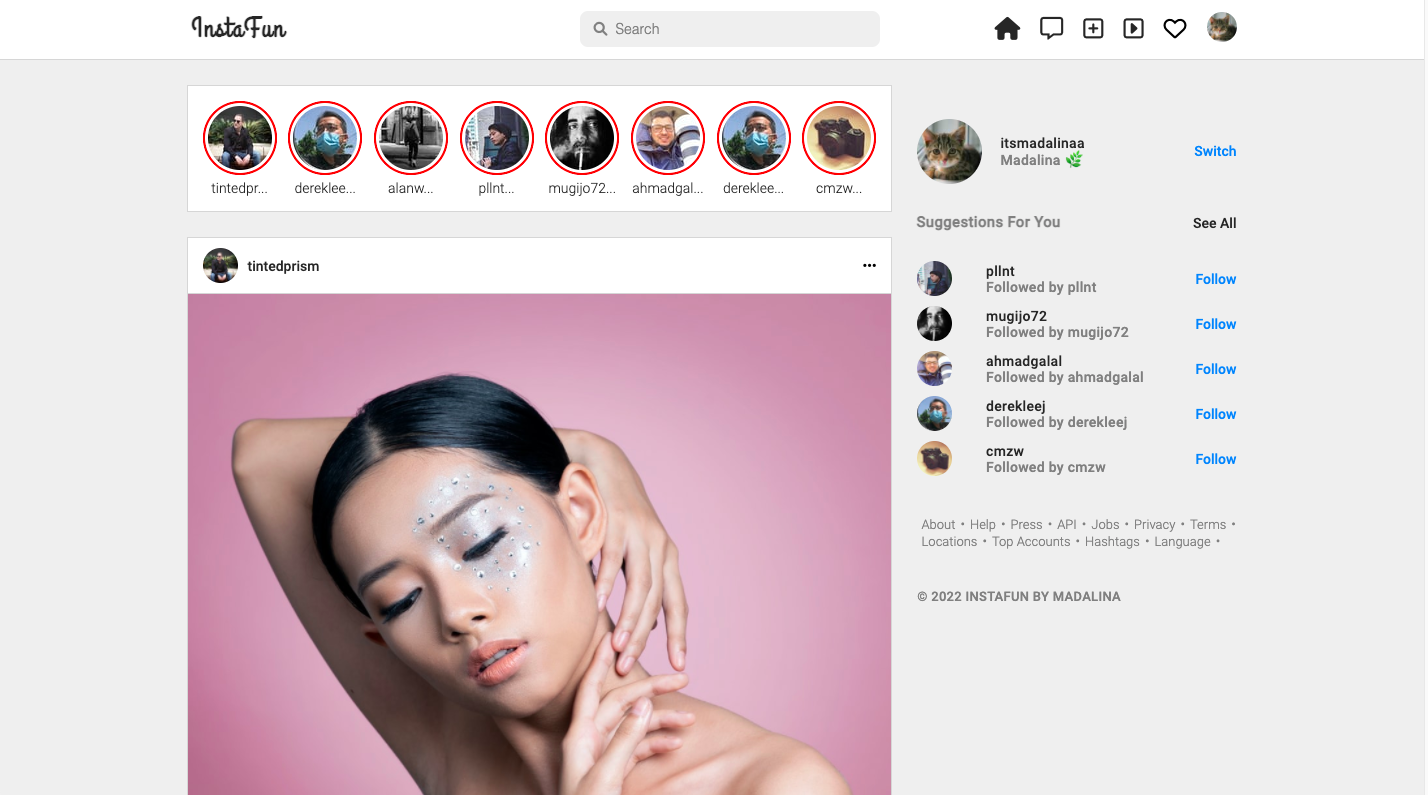 InstaFun
Search
tintedpr...
dereklee...
alanw...
pllnt...
mugijo72...
ahmadgal...
dereklee...
cmzw...
itsmadalinaa
Madalina 🌿
Switch
Suggestions For You
See All
tintedprism
pllnt
Followed by pllnt
Follow
mugijo72
Followed by mugijo72
Follow
ahmadgalal
Followed by ahmadgalal
Follow
derekleej
Followed by derekleej
Follow
cmzw
Followed by cmzw
Follow
About • Help • Press • API • Jobs • Privacy • Terms •
Locations • Top Accounts • Hashtags • Language •
© 2022 INSTAFUN BY MADALINA